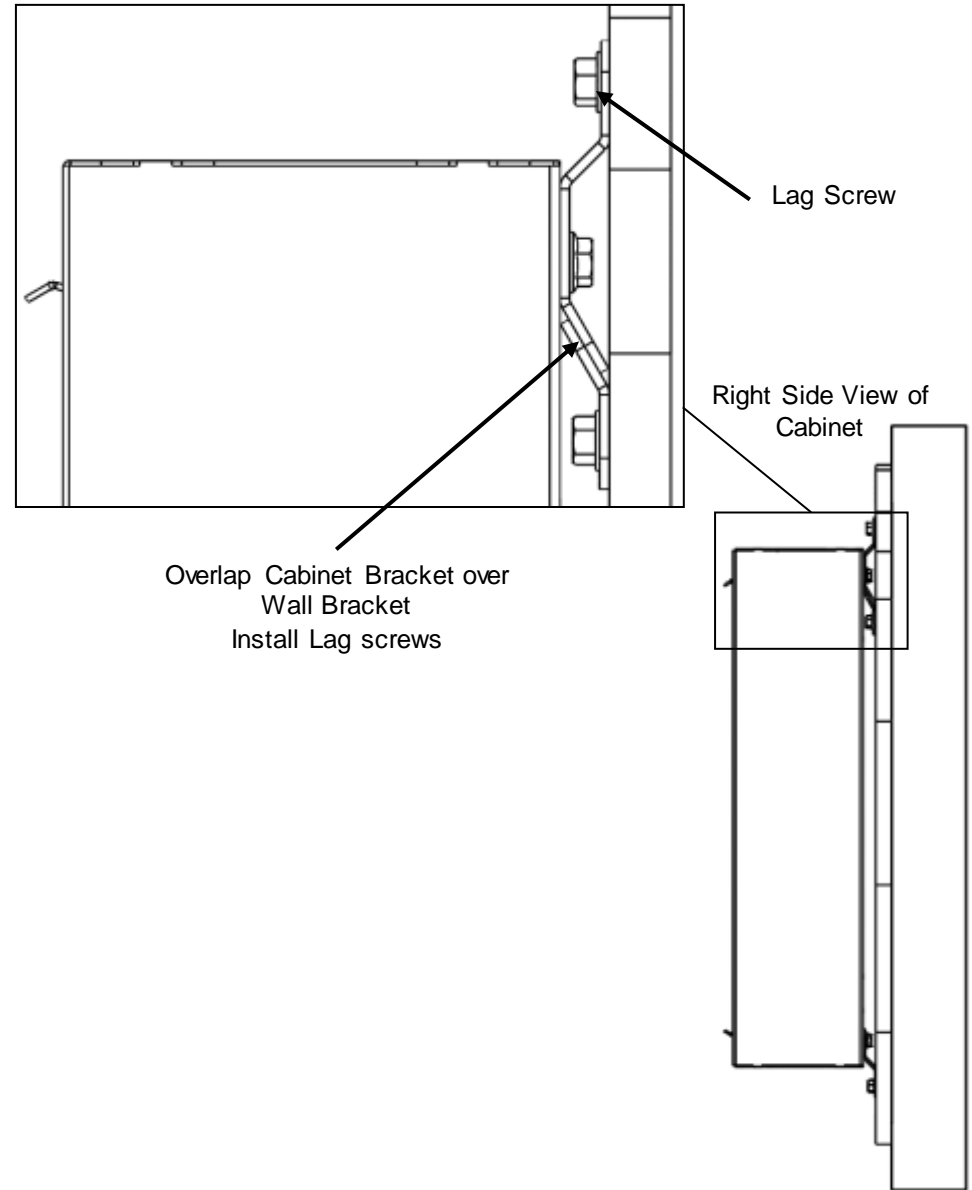 Lag Screw
Right Side View of
Cabinet
Overlap Cabinet Bracket over
Wall Bracket
Install Lag screws